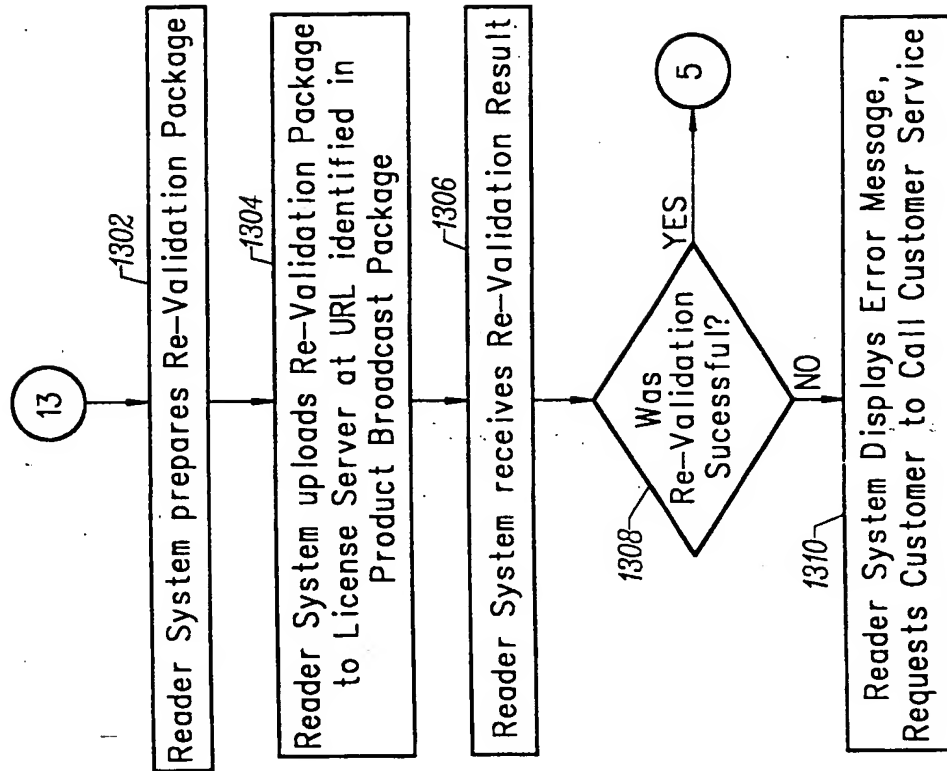 13
1302
Reader System prepares Re-Validation Package
1304
Reader System uploads Re-Validation Package
to License Server at URL identified in
Product Broadcast Package
1306
Reader System receives Re-Validation Result
1308
Was
Re-Validation
Sucessful?
YES
5
NO
1310
Reader System Displays Error Message,
Requests Customer to Call Customer Service